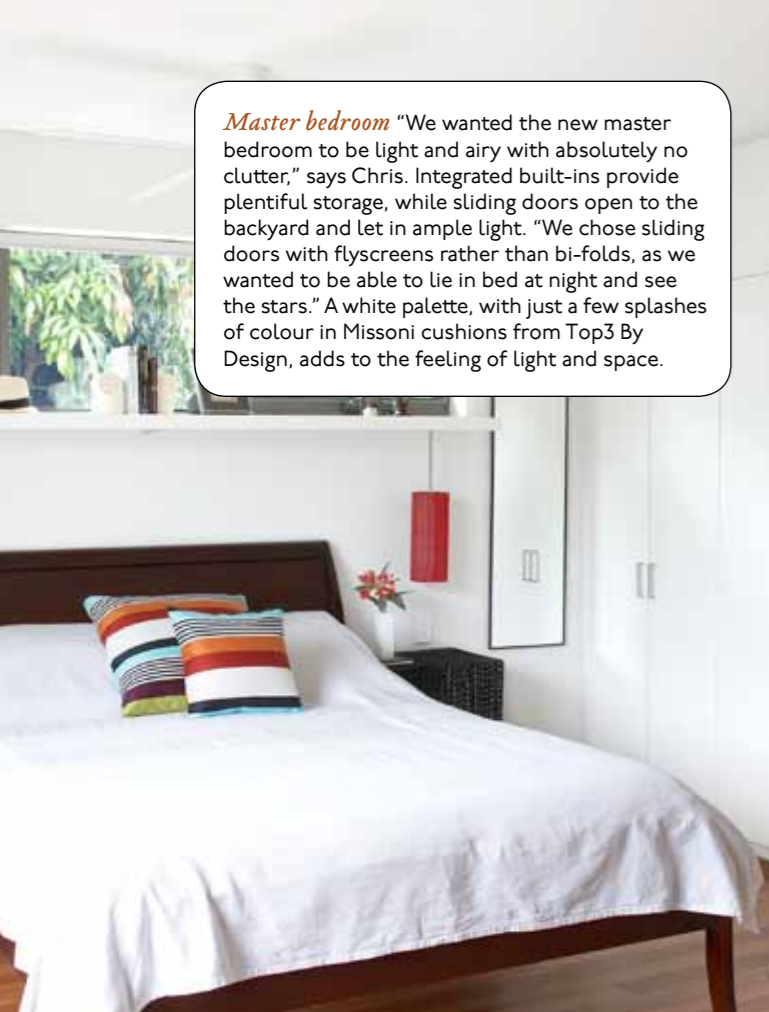 Master bedroom “We wanted the new master
bedroom to be light and airy with absolutely no
clutter,” says Chris. Integrated built-ins provide
plentiful storage, while sliding doors open to the
backyard and let in ample light. “We chose sliding
doors with flyscreens rather than bi-folds, as we
wanted to be able to lie in bed at night and see
the stars.” A white palette, with just a few splashes
of colour in Missoni cushions from Top3 By
Design, adds to the feeling of light and space.